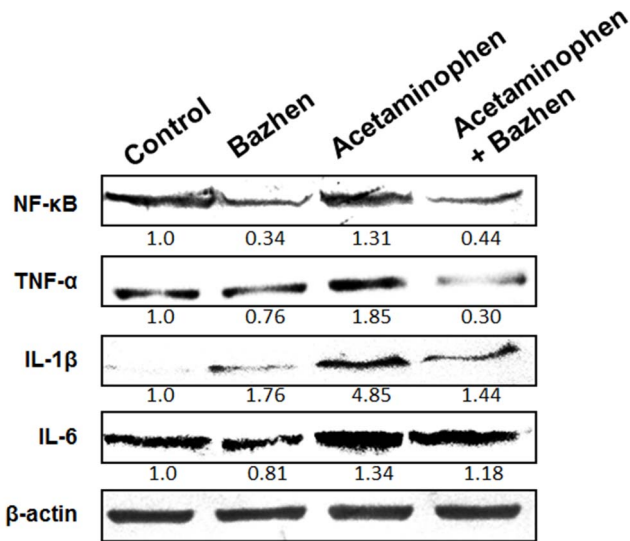 Control
Bazhen
Acetaminophen
Acetaminophen
+ Bazhen
NF-κB
1.0 0.34 1.31 0.44
TNF-α
1.0 0.76 1.85 0.30
IL-1β
1.0 1.76 4.85 1.44
IL-6
1.0 0.81 1.34 1.18
β-actin